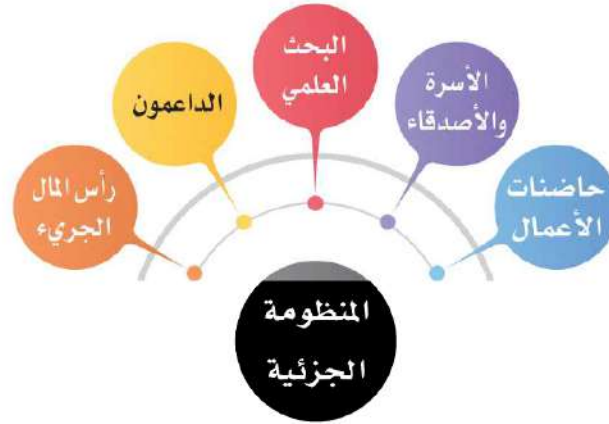 حاضنات
الأعمال
الأسرة
والأصدقاء
البحث
العلمي
الداعمون
رأس المال
الجريء
المنظومة
الجزئية